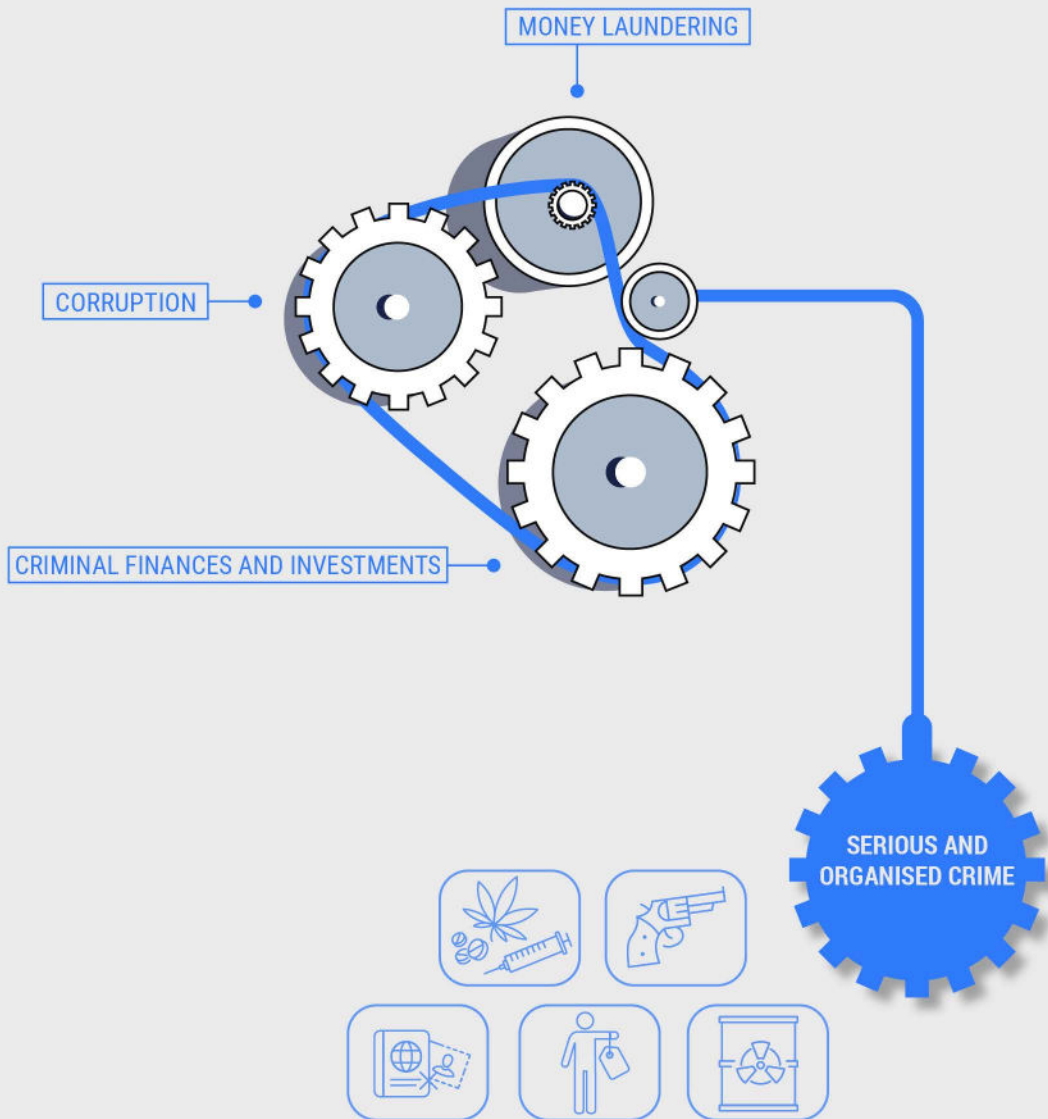 MONEY LAUNDERING
CORRUPTION
CRIMINAL FINANCES AND INVESTMENTS
SERIOUS AND
ORGANISED CRIME